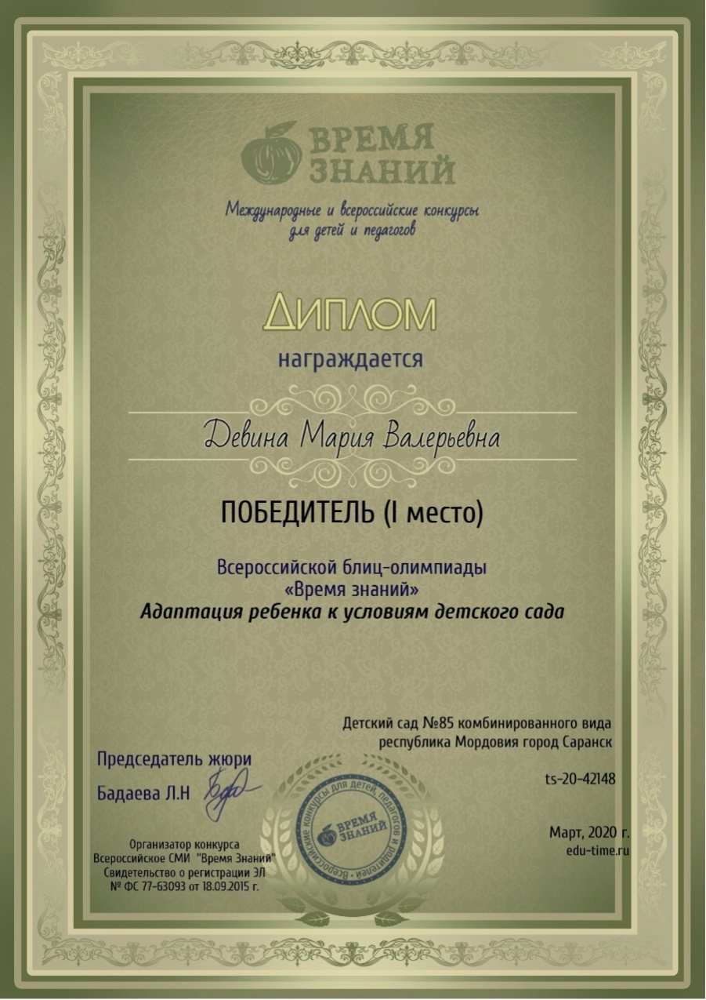 ВРЕМЯ
ЗНАНИЙ
Международные и всероссийские конкурсы
для детей и педагогов
ДИПЛОМ
награждается
Девина Мария Валерьевна
ПОБЕДИТЕЛЬ (I место)
Всероссийской блиц-олимпиады
«Время знаний»
Адаптация ребенка к условиям детского сада
Детский сад №85 комбинированного вида
республика Мордовия город Саранск
Председатель жюри
ts-20-42148
Бадаева Л.Н
Всероссийские конкурсы для детей, педагогов и родителей
ВРЕМЯ
ЗНАНИЙ
Март, 2020 г.
edu-time.ru
Организатор конкурса
Всероссийское СМИ "Время Знаний"
Свидетельство о регистрации ЭЛ
№ ФС 77-63093 от 18.09.2015 г.